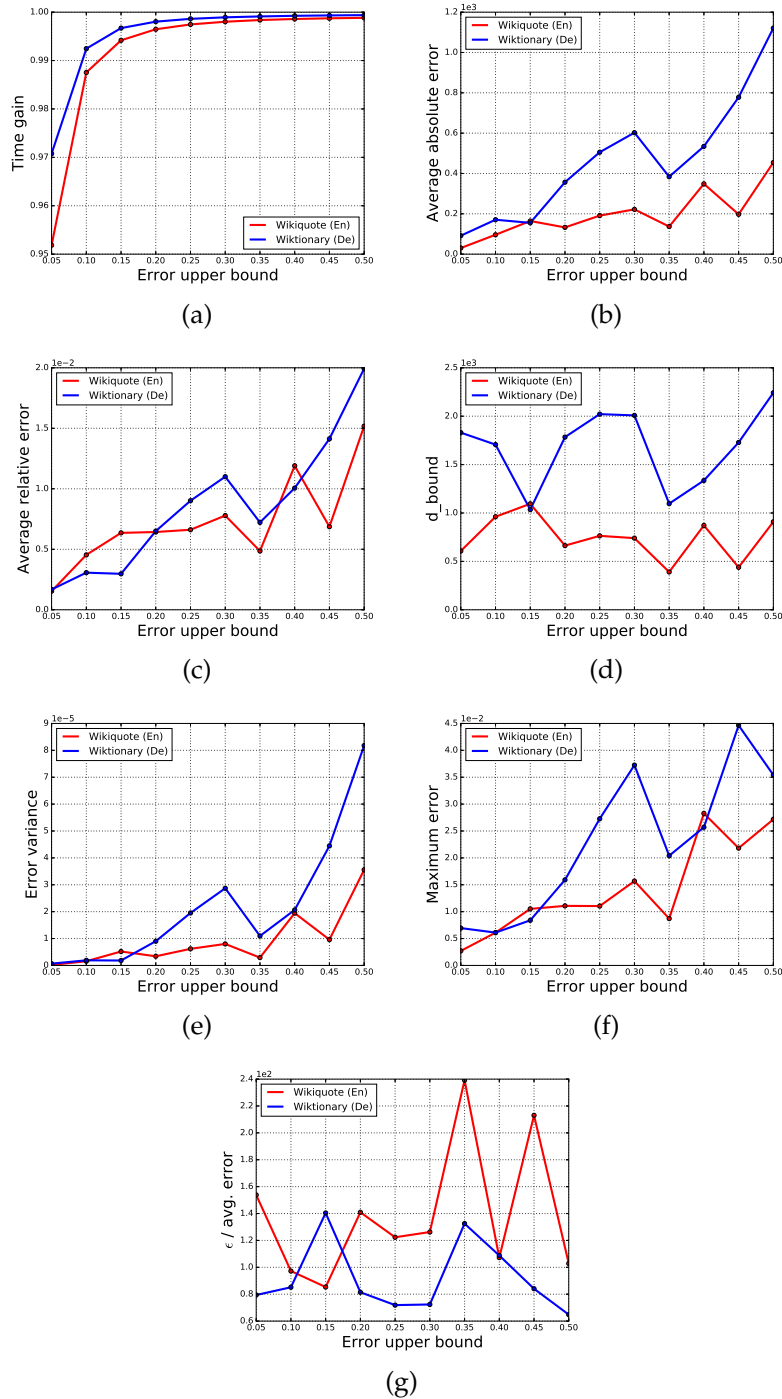 1.00
0.99
0.98
0.97
0.96
0.95
Time gain
Wikiquote (En)
Wiktionary (De)
0.05 0.10 0.15 0.20 0.25 0.30 0.35 0.40 0.45 0.50
Error upper bound
(a)
1e3
1.2
1.0
0.8
0.6
0.4
0.2
0.0
Average absolute error
Wikiquote (En)
Wiktionary (De)
0.05 0.10 0.15 0.20 0.25 0.30 0.35 0.40 0.45 0.50
Error upper bound
(b)
1e-2
2.0
1.5
1.0
0.5
0.0
Average relative error
Wikiquote (En)
Wiktionary (De)
0.05 0.10 0.15 0.20 0.25 0.30 0.35 0.40 0.45 0.50
Error upper bound
(c)
1e3
2.5
2.0
1.5
1.0
0.5
0.0
d_bound
Wikiquote (En)
Wiktionary (De)
0.05 0.10 0.15 0.20 0.25 0.30 0.35 0.40 0.45 0.50
Error upper bound
(d)
1e-5
9
8
7
6
5
4
3
2
1
0
Error variance
Wikiquote (En)
Wiktionary (De)
0.05 0.10 0.15 0.20 0.25 0.30 0.35 0.40 0.45 0.50
Error upper bound
(e)
1e-2
4.5
4.0
3.5
3.0
2.5
2.0
1.5
1.0
0.5
0.0
Maximum error
Wikiquote (En)
Wiktionary (De)
0.05 0.10 0.15 0.20 0.25 0.30 0.35 0.40 0.45 0.50
Error upper bound
(f)
1e2
2.4
2.2
2.0
1.8
1.6
1.4
1.2
1.0
0.8
0.6
ϵ / avg. error
Wikiquote (En)
Wiktionary (De)
0.05 0.10 0.15 0.20 0.25 0.30 0.35 0.40 0.45 0.50
Error upper bound
(g)